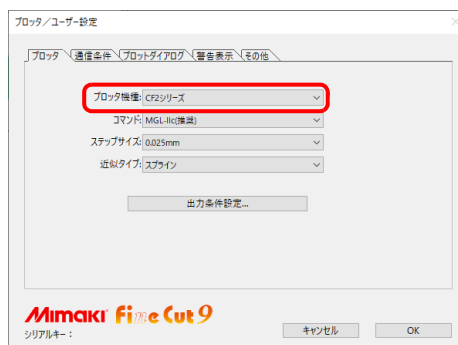 プロッタ／ユーザー設定
プロッタ 通信条件 プロットダイアログ 警告表示 その他
プロッタ機種: CF2シリーズ
コマンド: MGL-IIc(推奨)
ステップサイズ: 0.025mm
近似タイプ: スプライン
出力条件設定...
Mimaki Fine Cut 9
シリアルキー：
キャンセル OK